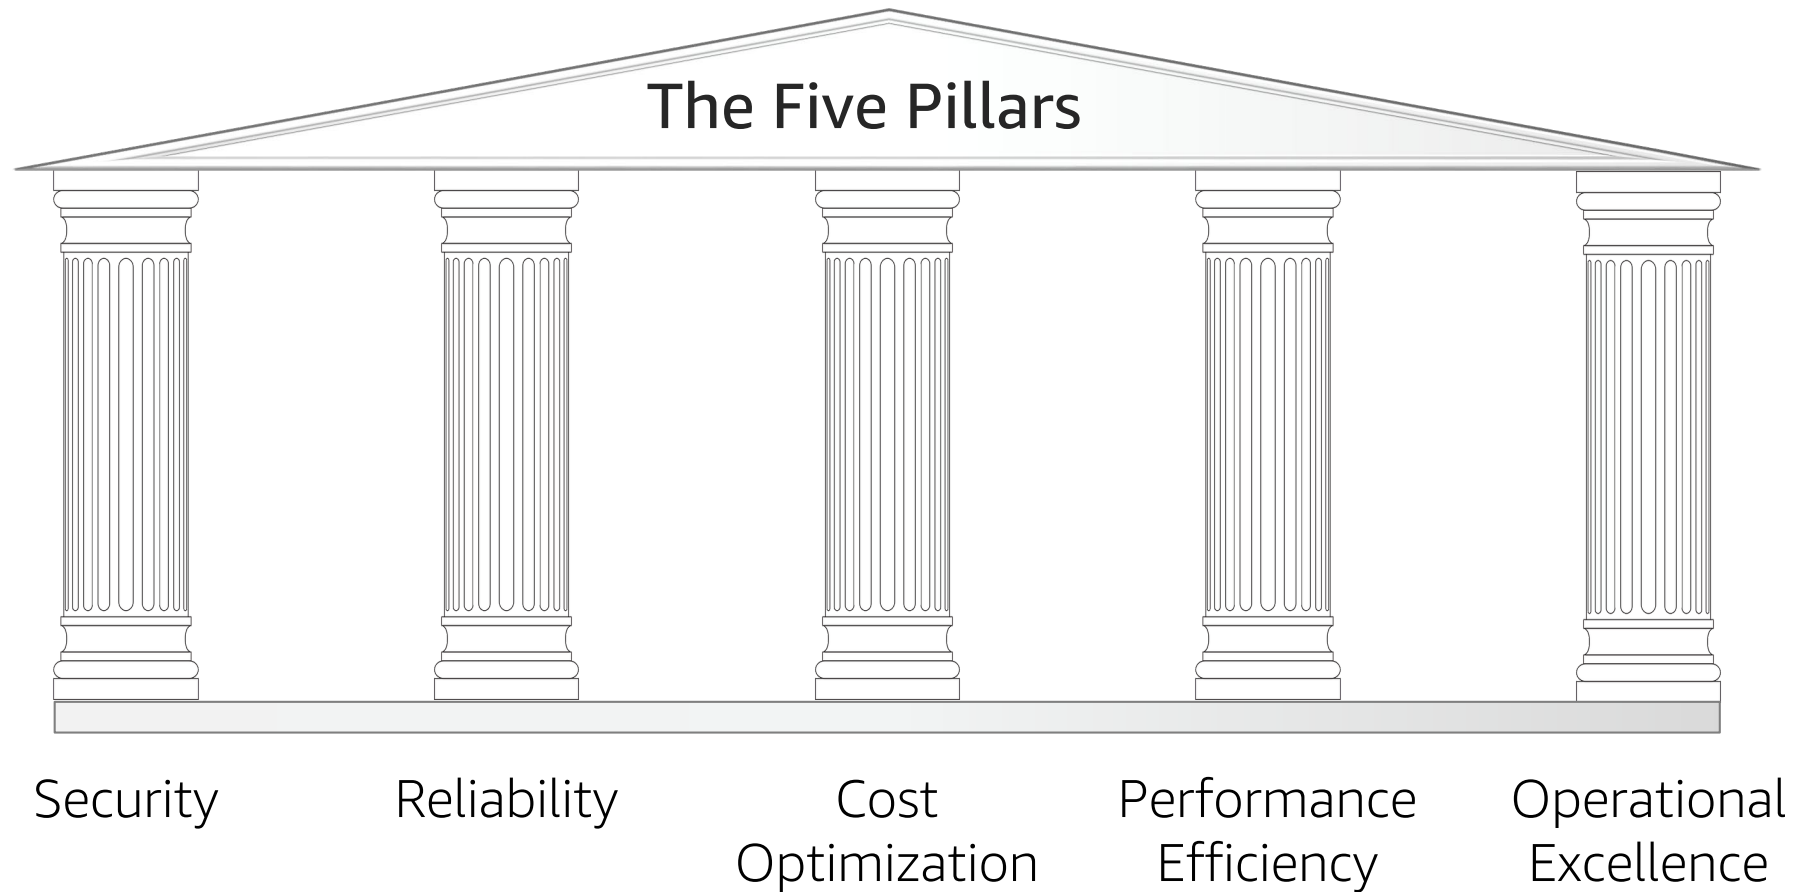 The Five Pillars
Security
Reliability
Cost
Optimization
Performance
Efficiency
Operational
Excellence